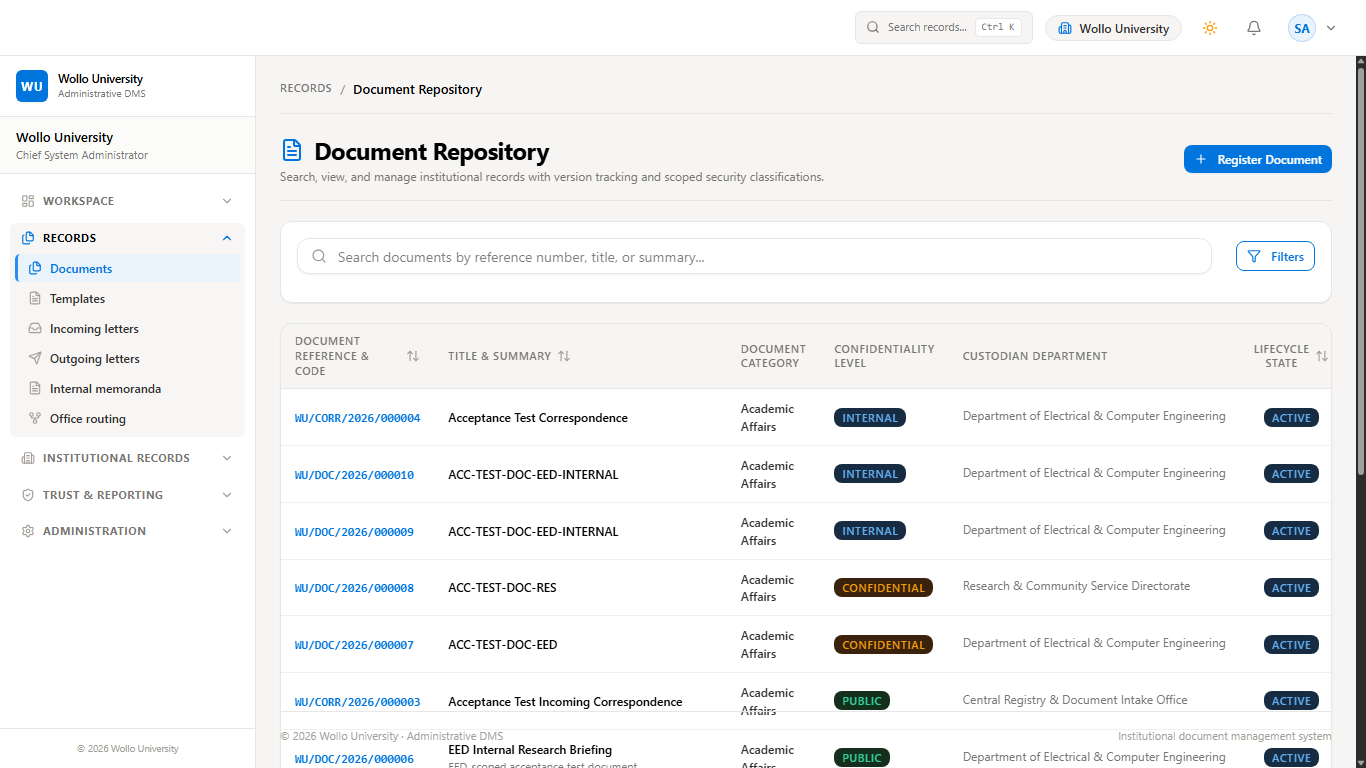 Search records... Ctrl K
Wollo University
SA
WU
Wollo University
Administrative DMS
Wollo University
Chief System Administrator
WORKSPACE
RECORDS
Documents
Templates
Incoming letters
Outgoing letters
Internal memoranda
Office routing
INSTITUTIONAL RECORDS
TRUST & REPORTING
ADMINISTRATION
© 2026 Wollo University
RECORDS / Document Repository
Document Repository
Search, view, and manage institutional records with version tracking and scoped security classifications.
+ Register Document
Search documents by reference number, title, or summary...
Filters
DOCUMENT
REFERENCE &
CODE
TITLE & SUMMARY
DOCUMENT
CATEGORY
CONFIDENTIALITY
LEVEL
CUSTODIAN DEPARTMENT
LIFECYCLE
STATE
WU/CORR/2026/000004
Acceptance Test Correspondence
Academic
Affairs
INTERNAL
Department of Electrical & Computer Engineering
ACTIVE
WU/DOC/2026/000010
ACC-TEST-DOC-EED-INTERNAL
Academic
Affairs
INTERNAL
Department of Electrical & Computer Engineering
ACTIVE
WU/DOC/2026/000009
ACC-TEST-DOC-EED-INTERNAL
Academic
Affairs
INTERNAL
Department of Electrical & Computer Engineering
ACTIVE
WU/DOC/2026/000008
ACC-TEST-DOC-RES
Academic
Affairs
CONFIDENTIAL
Research & Community Service Directorate
ACTIVE
WU/DOC/2026/000007
ACC-TEST-DOC-EED
Academic
Affairs
CONFIDENTIAL
Department of Electrical & Computer Engineering
ACTIVE
WU/CORR/2026/000003
Acceptance Test Incoming Correspondence
Academic
Affairs
PUBLIC
Central Registry & Document Intake Office
ACTIVE
© 2026 Wollo University · Administrative DMS
Institutional document management system
WU/DOC/2026/000006
EED Internal Research Briefing
EED-scoped acceptance test document
Academic
Affairs
PUBLIC
Department of Electrical & Computer Engineering
ACTIVE